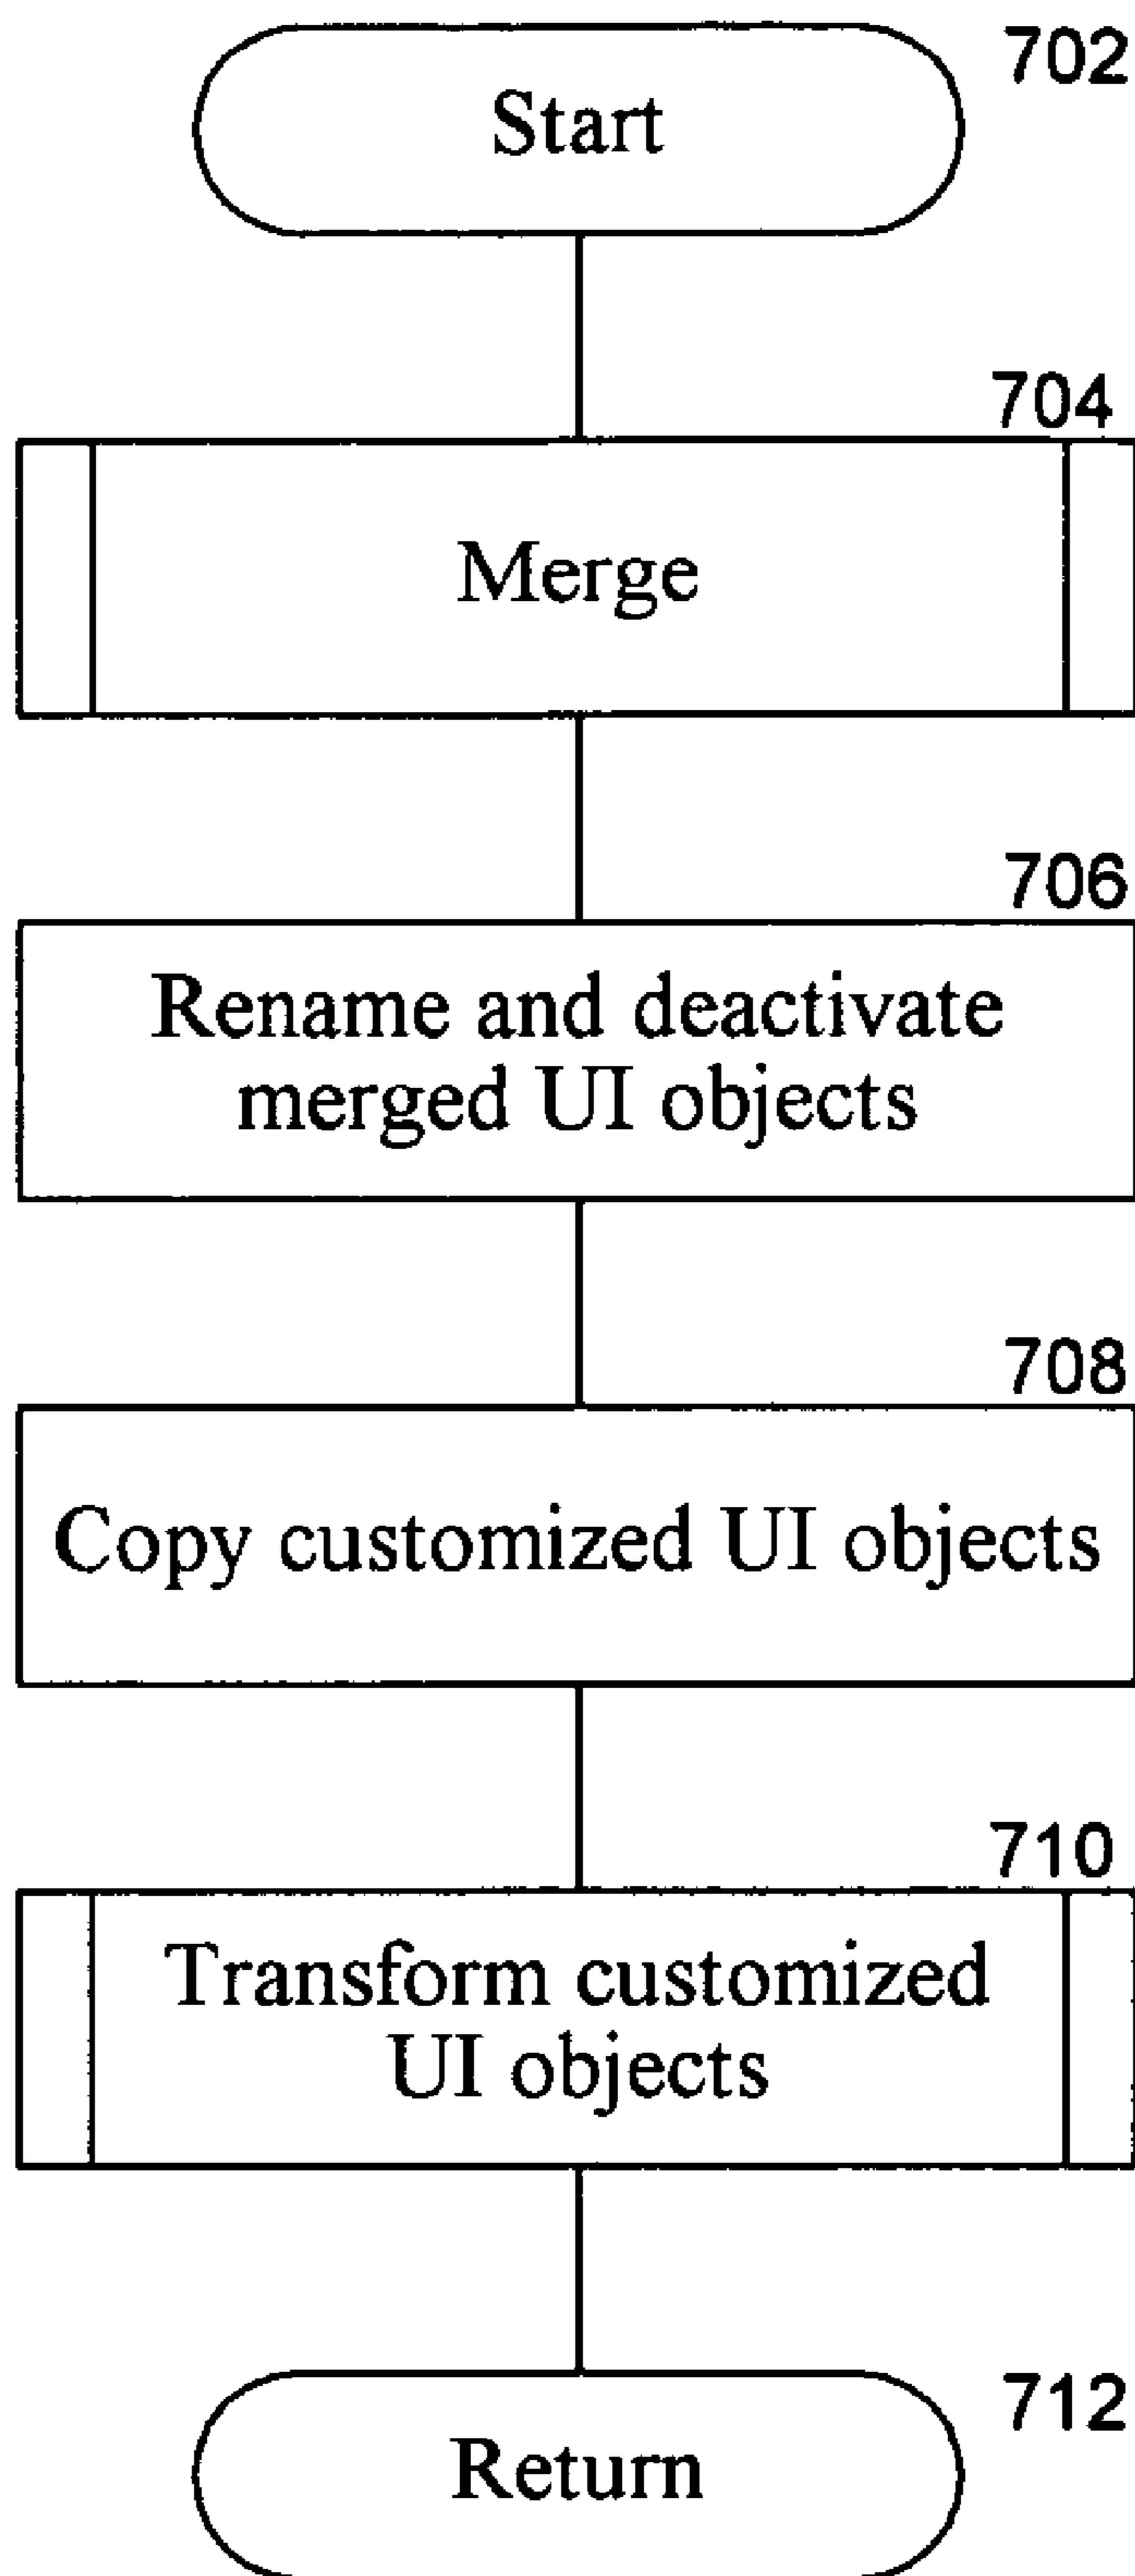 702
Start
704
Merge
706
Rename and deactivate
merged UI objects
708
Copy customized UI objects
710
Transform customized
UI objects
712
Return